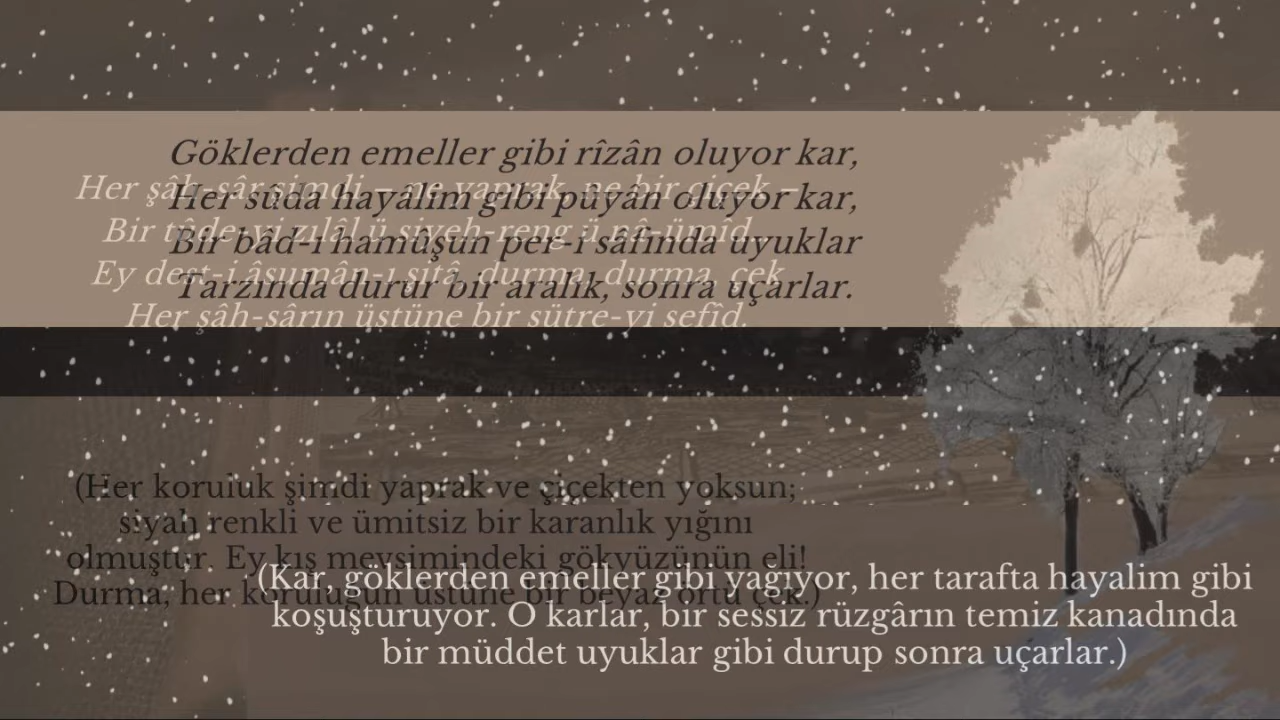 Göklerden emeller gibi rîzân oluyor kar,
Her sûda hayâlim gibi pûyân oluyor kar,
Bir bâd-ı hamûşun per-i sâfında uyuklar
Tarzında durur bir aralık, sonra uçarlar.
Her şâh-sâr şimdi – ne yaprak, ne bir çiçek –
Bir tûde-yi zılâl ü siyeh-reng ü nâ-ümîd..
Ey dest-i âsumân-ı şitâ, durma, durma, çek
Her şâh-sârın üstüne bir sütre-yi sefîd.
(Her koruluk şimdi yaprak ve çiçekten yoksun;
siyah renkli ve ümitsiz bir karanlık yığını
olmuştur. Ey kış mevsimindeki gökyüzünün eli!
Durma, her koruluğun üstüne bir beyaz örtü çek.)
(Kar, göklerden emeller gibi yağıyor, her tarafta hayalim gibi
koşuşturuyor. O karlar, bir sessiz rüzgârın temiz kanadında
bir müddet uyuklar gibi durup sonra uçarlar.)